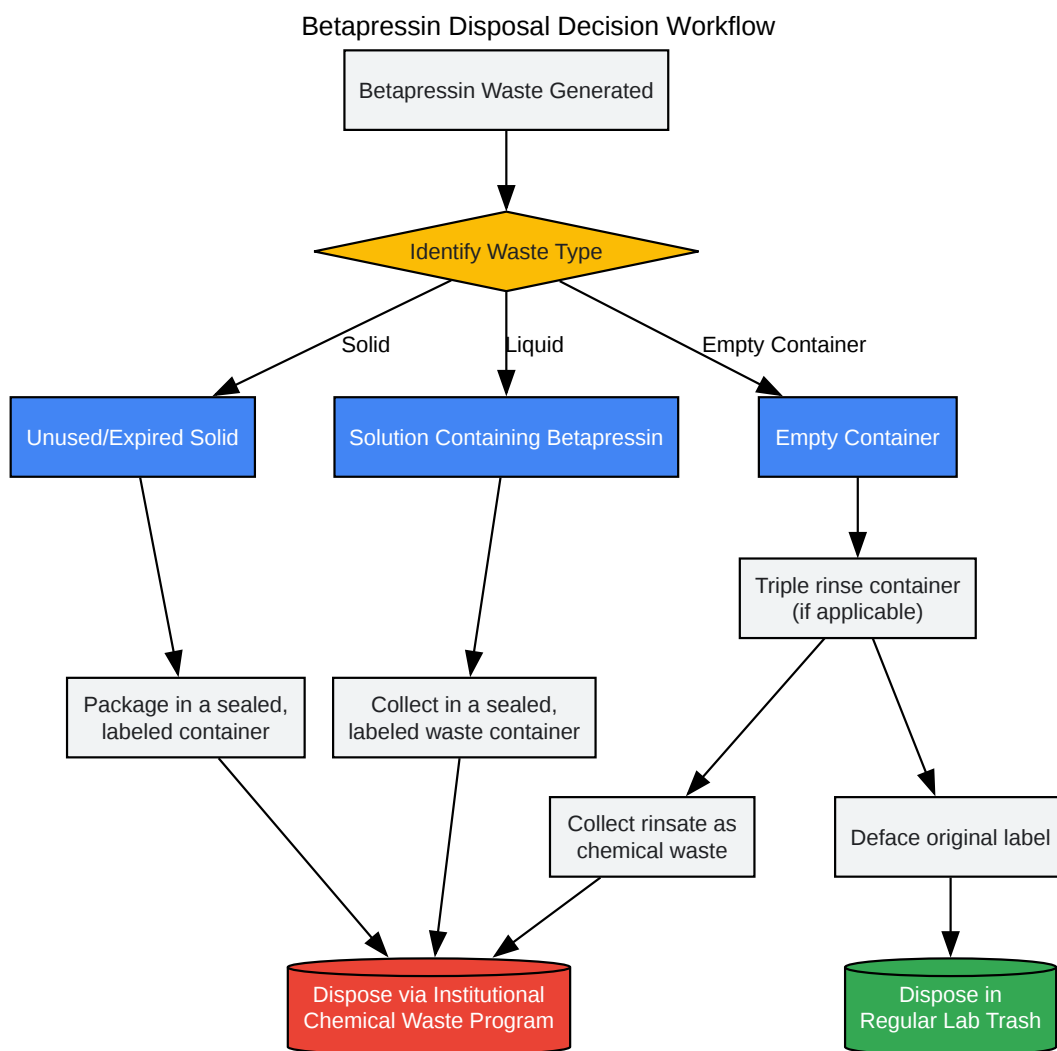 Betapressin Disposal Decision Workflow
Betapressin Waste Generated
Identify Waste Type
Solid
Liquid
Empty Container
Unused/Expired Solid
Solution Containing Betapressin
Empty Container
Triple rinse container
(if applicable)
Package in a sealed,
labeled container
Collect in a sealed,
labeled waste container
Collect rinsate as
chemical waste
Deface original label
Dispose via Institutional
Chemical Waste Program
Dispose in
Regular Lab Trash